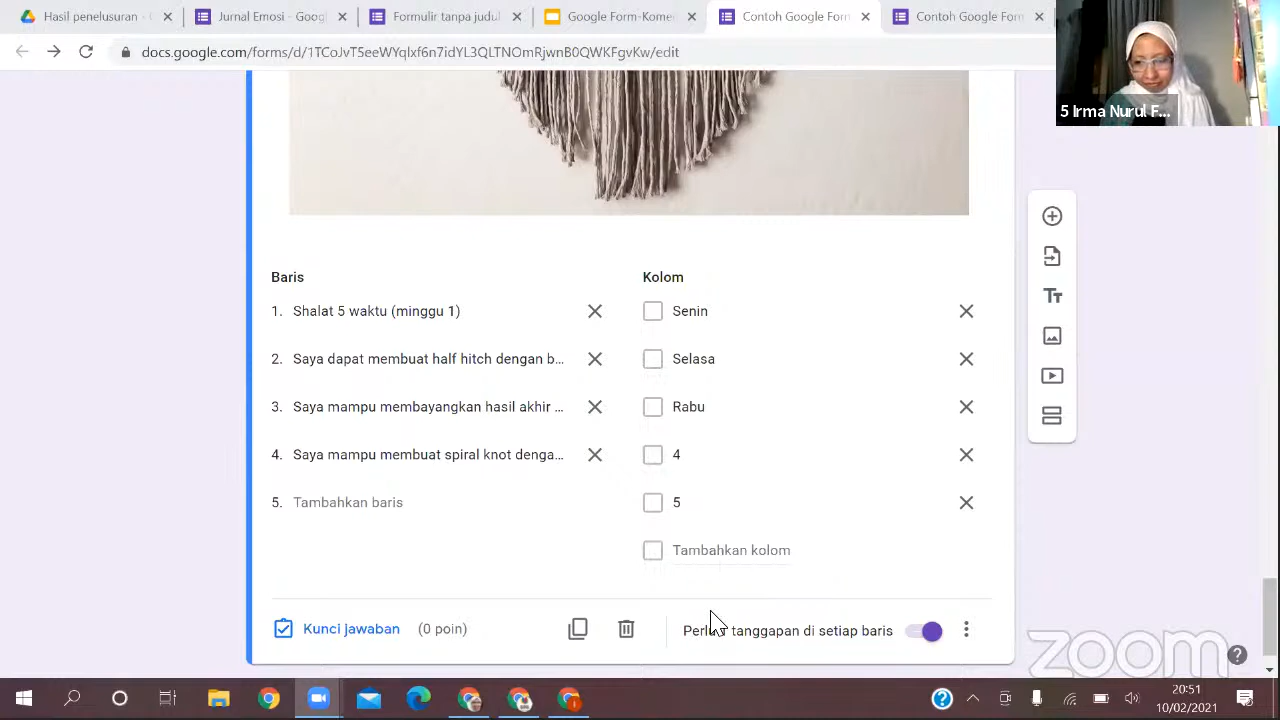 Hasil penelusuran -
Jurnal Emosi - Googl
Formulir tanpa judul
Google Form Kome
Contoh Google Form
Contoh Google Form
docs.google.com/forms/d/1TCoJvT5eeWYqIxf6n7idYL3QLTNOmRjwnB0QWKFgvKw/edit
5 Irma Nurul F...
Baris
Kolom
1. Shalat 5 waktu (minggu 1)
Senin
2. Saya dapat membuat half hitch dengan b...
Selasa
3. Saya mampu membayangkan hasil akhir ...
Rabu
4. Saya mampu membuat spiral knot denga...
4
5. Tambahkan baris
5
Tambahkan kolom
Kunci jawaban
(0 poin)
tanggapan di setiap baris
zoom
20:51
10/02/2021